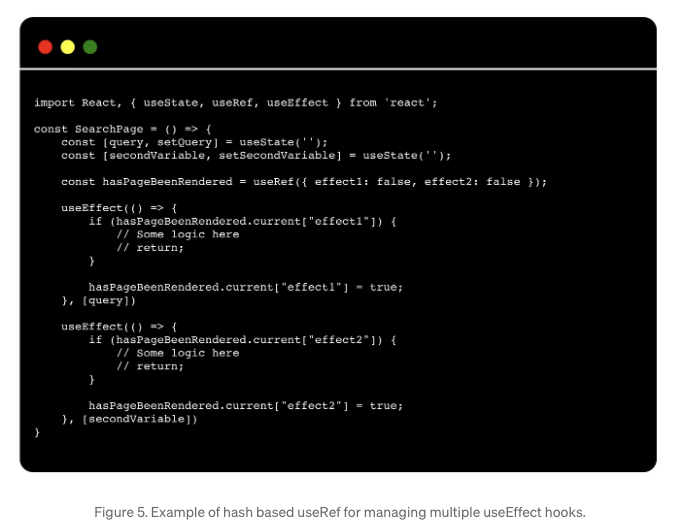 import React, { useState, useRef, useEffect } from 'react';
const SearchPage = () => {
    const [query, setQuery] = useState('');
    const [secondVariable, setSecondVariable] = useState('');
    const hasPageBeenRendered = useRef({ effect1: false, effect2: false });
    useEffect(() => {
        if (hasPageBeenRendered.current["effect1"]) {
            // Some logic here
            // return;
        }
        hasPageBeenRendered.current["effect1"] = true;
    }, [query])
    useEffect(() => {
        if (hasPageBeenRendered.current["effect2"]) {
            // Some logic here
            // return;
        }
        hasPageBeenRendered.current["effect2"] = true;
    }, [secondVariable])
}
Figure 5. Example of hash based useRef for managing multiple useEffect hooks.